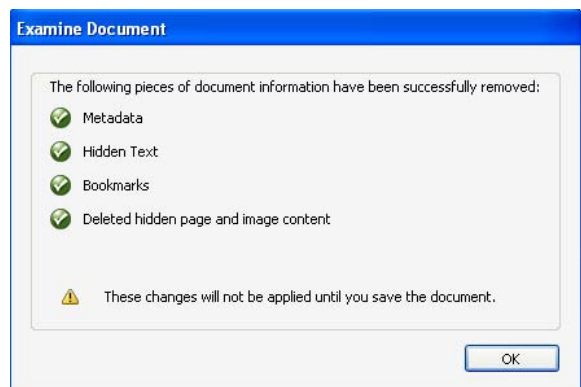 Examine Document
The following pieces of document information have been successfully removed:
Metadata
Hidden Text
Bookmarks
Deleted hidden page and image content
These changes will not be applied until you save the document.
OK